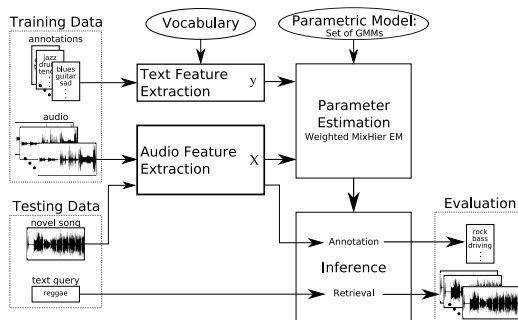 Training Data
annotations
jazz
dru
tend
blues
guitar
sad
audio
Vocabulary
Text Feature y
Extraction
Audio Feature X
Extraction
Parametric Model:
Set of GMMs
Parameter
Estimation
Weighted MixHier EM
Testing Data
novel song
text query
reggae
Annotation
Inference
Retrieval
Evaluation
rock
bass
driving